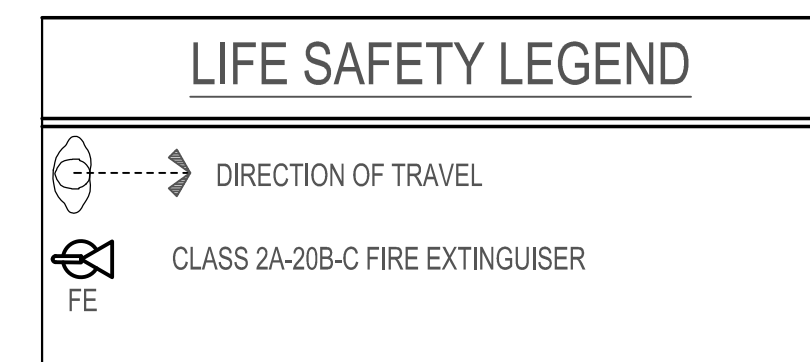 LIFE SAFETY LEGEND
DIRECTION OF TRAVEL
CLASS 2A-20B-C FIRE EXTINGUISER
FE